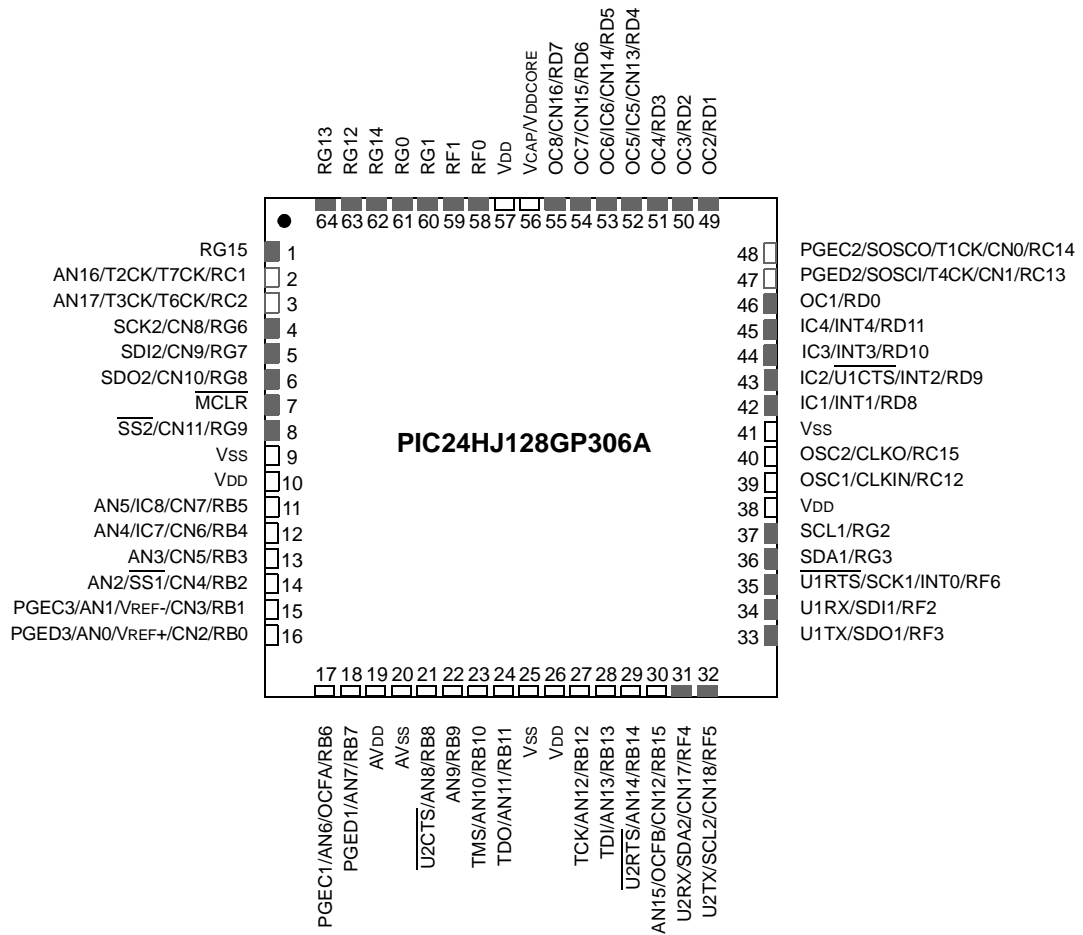 RG13
RG12
RG14
RG0
RG1
RF1
RF0
VDD
VCAP/VDDCORE
OC8/CN16/RD7
OC7/CN15/RD6
OC6/IC6/CN14/RD5
OC5/IC5/CN13/RD4
OC4/RD3
OC3/RD2
OC2/RD1
64 63 62 61 60 59 58 57 56 55 54 53 52 51 50 49
RG15 1
AN16/T2CK/T7CK/RC1 2
AN17/T3CK/T6CK/RC2 3
SCK2/CN8/RG6 4
SDI2/CN9/RG7 5
SDO2/CN10/RG8 6
MCLR 7
SS2/CN11/RG9 8
VSS 9
VDD 10
AN5/IC8/CN7/RB5 11
AN4/IC7/CN6/RB4 12
AN3/CN5/RB3 13
AN2/SS1/CN4/RB2 14
PGEC3/AN1/VREF-/CN3/RB1 15
PGED3/AN0/VREF+/CN2/RB0 16
PIC24HJ128GP306A
48 PGEC2/SOSCO/T1CK/CN0/RC14
47 PGED2/SOSCI/T4CK/CN1/RC13
46 OC1/RD0
45 IC4/INT4/RD11
44 IC3/INT3/RD10
43 IC2/U1CTS/INT2/RD9
42 IC1/INT1/RD8
41 VSS
40 OSC2/CLKO/RC15
39 OSC1/CLKIN/RC12
38 VDD
37 SCL1/RG2
36 SDA1/RG3
35 U1RTS/SCK1/INT0/RF6
34 U1RX/SDI1/RF2
33 U1TX/SDO1/RF3
17 18 19 20 21 22 23 24 25 26 27 28 29 30 31 32
PGEC1/AN6/OCFA/RB6
PGED1/AN7/RB7
AVDD
AVSS
U2CTS/AN8/RB8
AN9/RB9
TMS/AN10/RB10
TDO/AN11/RB11
VSS
VDD
TCK/AN12/RB12
TDI/AN13/RB13
U2RTS/AN14/RB14
AN15/OCFB/CN12/RB15
U2RX/SDA2/CN17/RF4
U2TX/SCL2/CN18/RF5